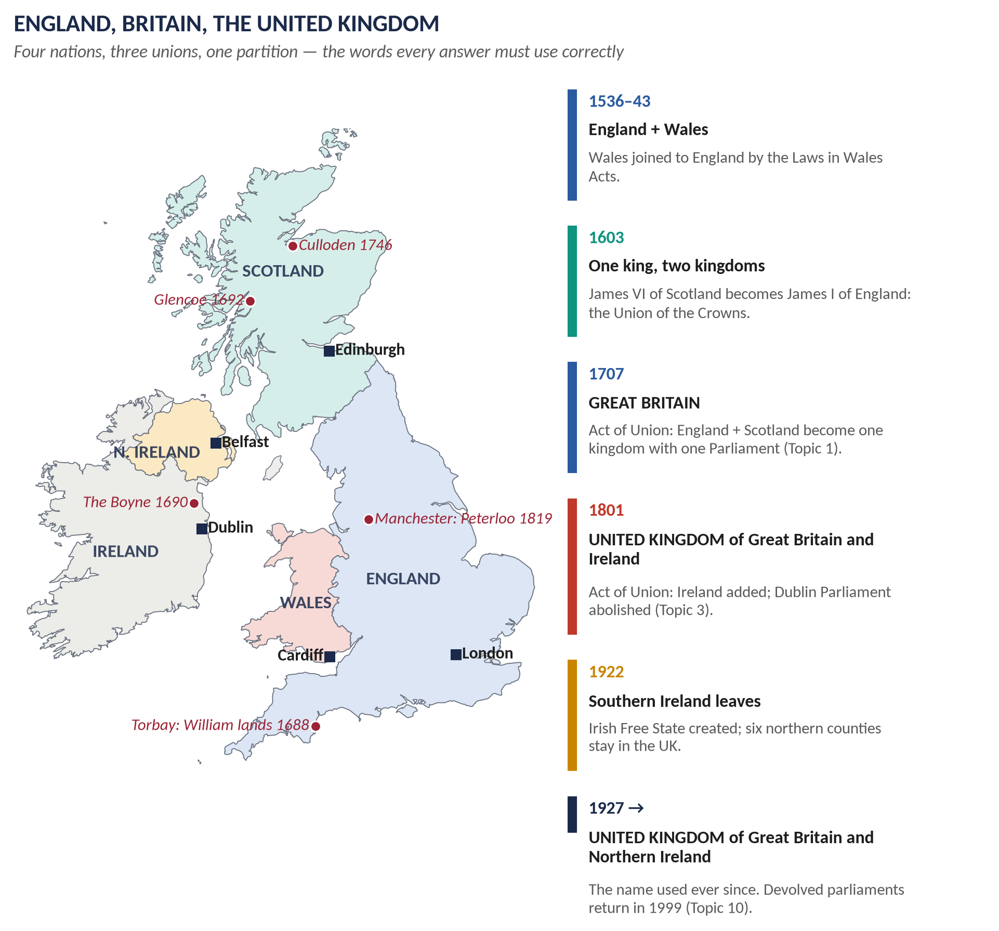 ENGLAND, BRITAIN, THE UNITED KINGDOM
Four nations, three unions, one partition — the words every answer must use correctly
Culloden 1746
SCOTLAND
Glencoe 1692
Edinburgh
Belfast
N. IRELAND
The Boyne 1690
Manchester: Peterloo 1819
Dublin
IRELAND
ENGLAND
WALES
Cardiff
London
Torbay: William lands 1688
1536–43
England + Wales
Wales joined to England by the Laws in Wales
Acts.
1603
One king, two kingdoms
James VI of Scotland becomes James I of England:
the Union of the Crowns.
1707
GREAT BRITAIN
Act of Union: England + Scotland become one
kingdom with one Parliament (Topic 1).
1801
UNITED KINGDOM of Great Britain and
Ireland
Act of Union: Ireland added; Dublin Parliament
abolished (Topic 3).
1922
Southern Ireland leaves
Irish Free State created; six northern counties
stay in the UK.
1927 →
UNITED KINGDOM of Great Britain and
Northern Ireland
The name used ever since. Devolved parliaments
return in 1999 (Topic 10).